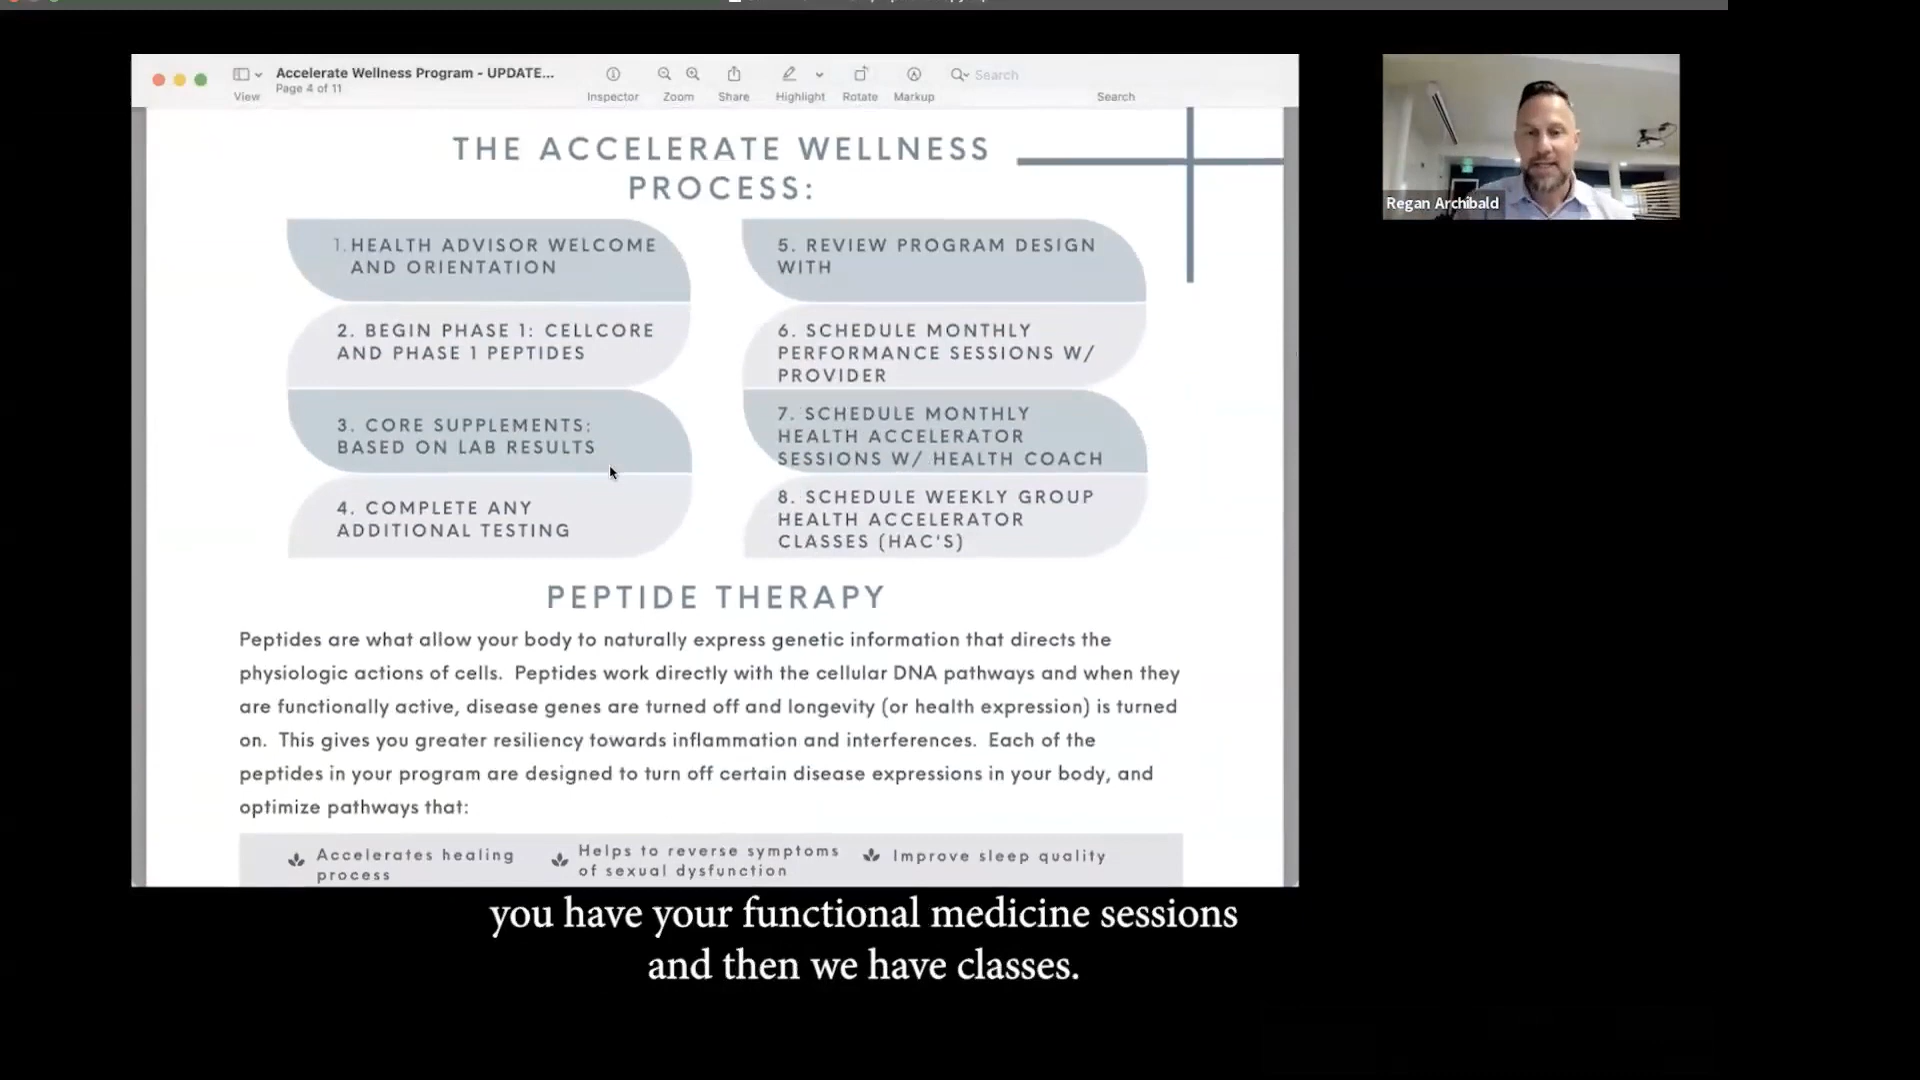 Accelerate Wellness Program - UPDATE...
Page 4 of 11
View
Inspector
Zoom
Share
Highlight
Rotate
Markup
Search
Search
THE ACCELERATE WELLNESS
PROCESS:
1. HEALTH ADVISOR WELCOME
AND ORIENTATION
2. BEGIN PHASE 1: CELLCORE
AND PHASE 1 PEPTIDES
3. CORE SUPPLEMENTS:
BASED ON LAB RESULTS
4. COMPLETE ANY
ADDITIONAL TESTING
5. REVIEW PROGRAM DESIGN
WITH
6. SCHEDULE MONTHLY
PERFORMANCE SESSIONS W/
PROVIDER
7. SCHEDULE MONTHLY
HEALTH ACCELERATOR
SESSIONS W/ HEALTH COACH
8. SCHEDULE WEEKLY GROUP
HEALTH ACCELERATOR
CLASSES (HAC'S)
PEPTIDE THERAPY
Peptides are what allow your body to naturally express genetic information that directs the
physiologic actions of cells. Peptides work directly with the cellular DNA pathways and when they
are functionally active, disease genes are turned off and longevity (or health expression) is turned
on. This gives you greater resiliency towards inflammation and interferences. Each of the
peptides in your program are designed to turn off certain disease expressions in your body, and
optimize pathways that:
Accelerates healing
process
Helps to reverse symptoms
of sexual dysfunction
Improve sleep quality
Regan Archibald
you have your functional medicine sessions
and then we have classes.